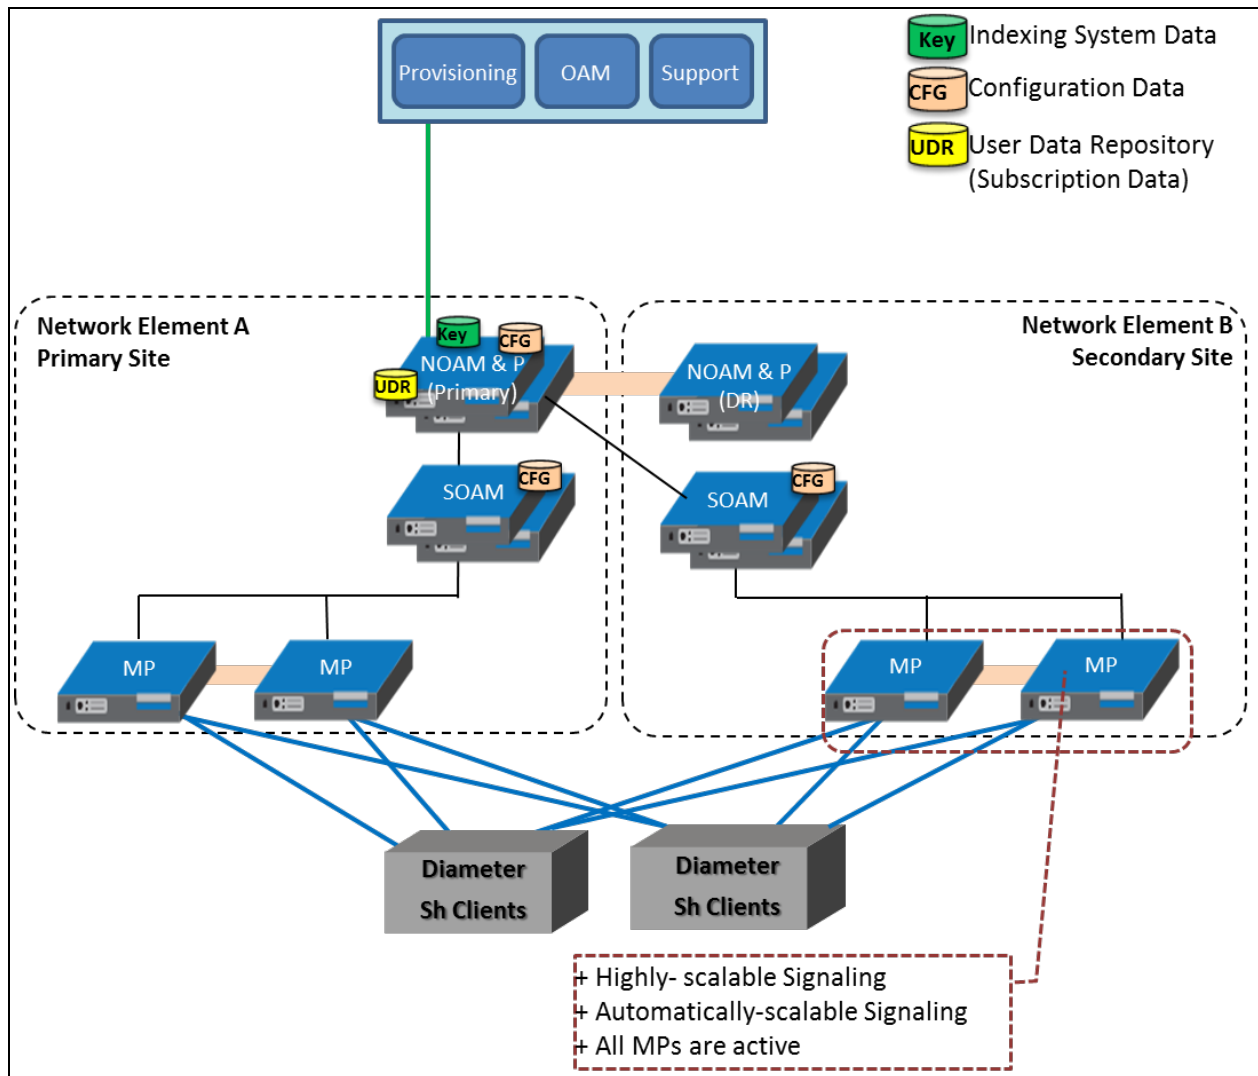 Provisioning
OAM
Support
Key
Indexing System Data
CFG
Configuration Data
UDR
User Data Repository
(Subscription Data)
Network Element A
Primary Site
Network Element B
Secondary Site
Key
CFG
UDR
NOAM & P
(Primary)
NOAM & P
(DR)
CFG
SOAM
CFG
SOAM
MP
MP
MP
MP
Diameter
Sh Clients
Diameter
Sh Clients
+ Highly- scalable Signaling
+ Automatically-scalable Signaling
+ All MPs are active